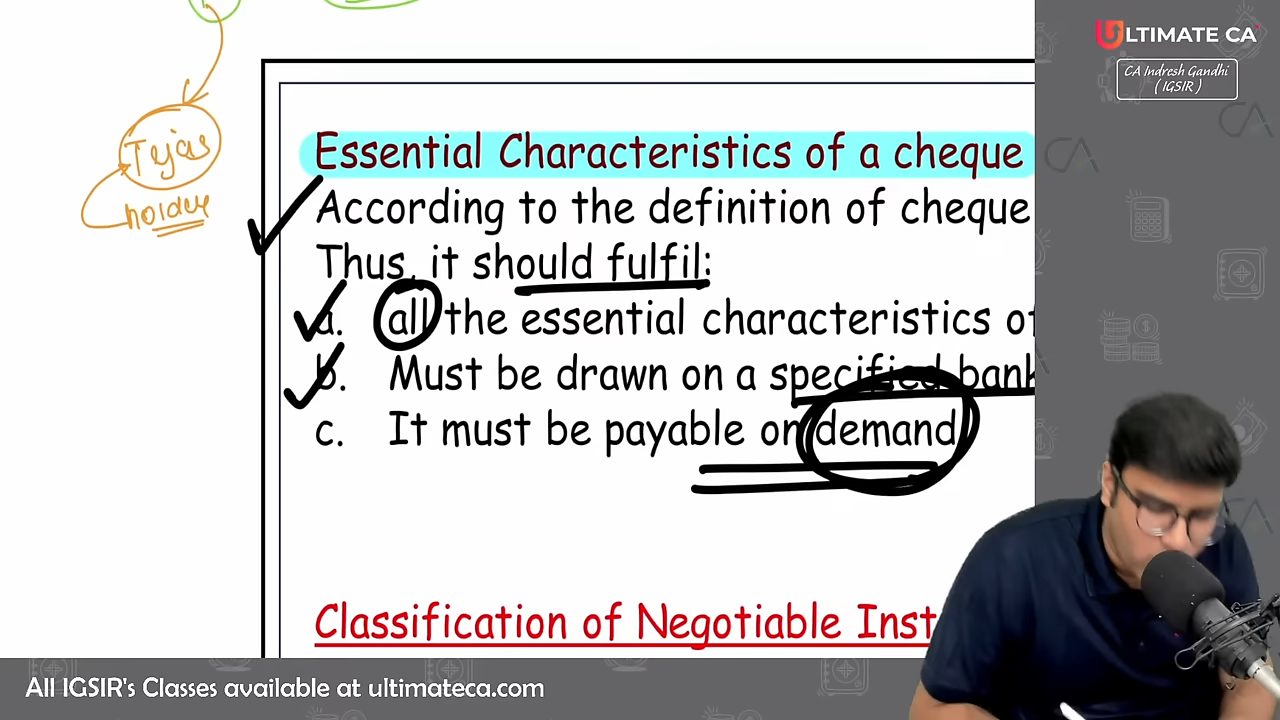 ULTIMATE CA
CA Indresh Gandhi
( IGSIR )
Tejas
holder
Essential Characteristics of a cheque
According to the definition of cheque
Thus, it should fulfil:
a. all the essential characteristics of
b. Must be drawn on a specified bank
c. It must be payable on demand
Classification of Negotiable Inst
All IGSIR's Classes available at ultimateca.com